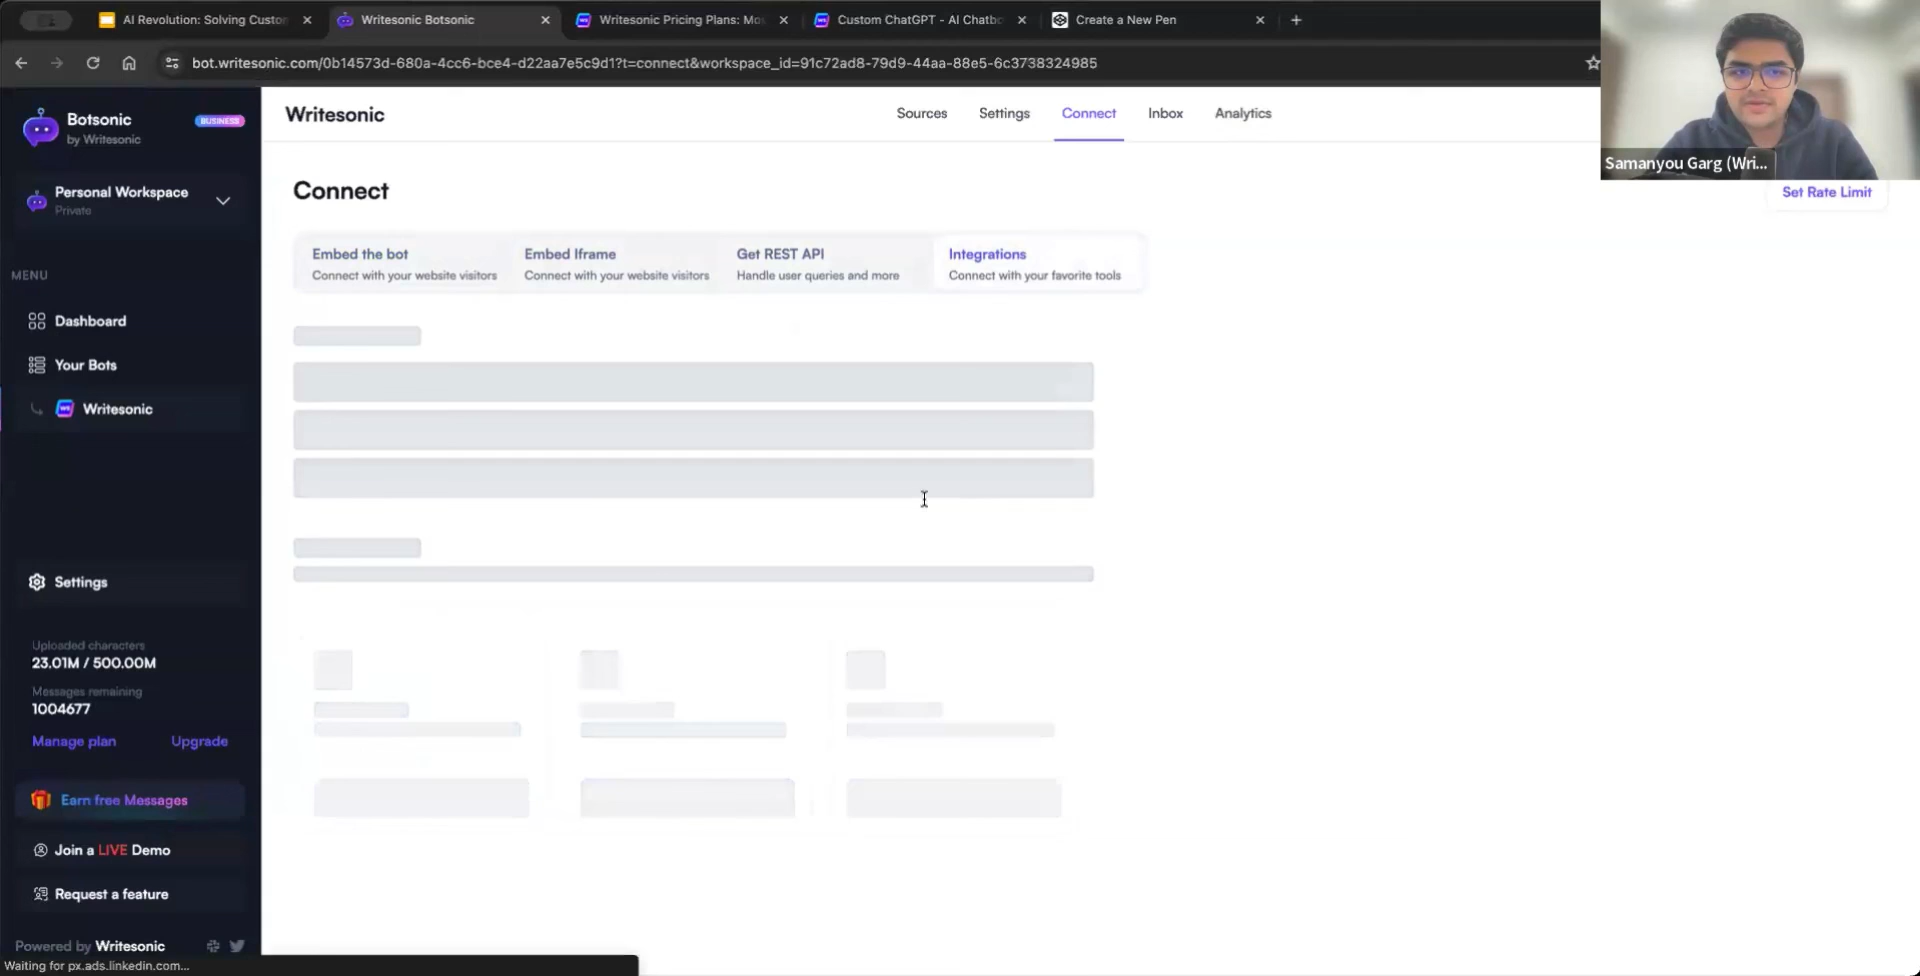 AI Revolution: Solving Custon
Writesonic Botsonic
Writesonic Pricing Plans: Mos
Custom ChatGPT - AI Chatbo
Create a New Pen
bot.writesonic.com/0b14573d-680a-4cc6-bce4-d22aa7e5c9d1?t=connect&workspace_id=91c72ad8-79d9-44aa-88e5-6c3738324985
Samanyou Garg (Wri...
Botsonic
by Writesonic
BUSINESS
Personal Workspace
Private
MENU
Dashboard
Your Bots
Writesonic
Settings
Uploaded characters
23.01M / 500.00M
Messages remaining
1004677
Manage plan
Upgrade
Earn free Messages
Join a LIVE Demo
Request a feature
Powered by Writesonic
Waiting for px.ads.linkedin.com...
Writesonic
Sources
Settings
Connect
Inbox
Analytics
Connect
Set Rate Limit
Embed the bot
Connect with your website visitors
Embed Iframe
Connect with your website visitors
Get REST API
Handle user queries and more
Integrations
Connect with your favorite tools